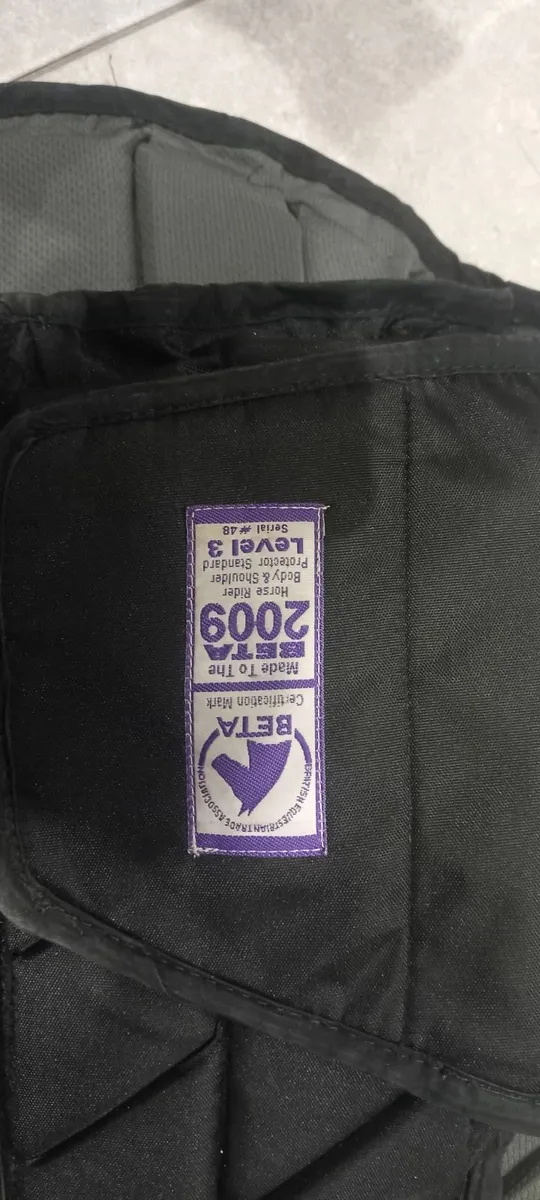 BRITISH EQUESTRIAN TRADE ASSOCIATION
BETA
Certification Mark
Made To The
BETA
2009
Horse Rider
Body & Shoulder
Protector Standard
Level 3
Serial #48